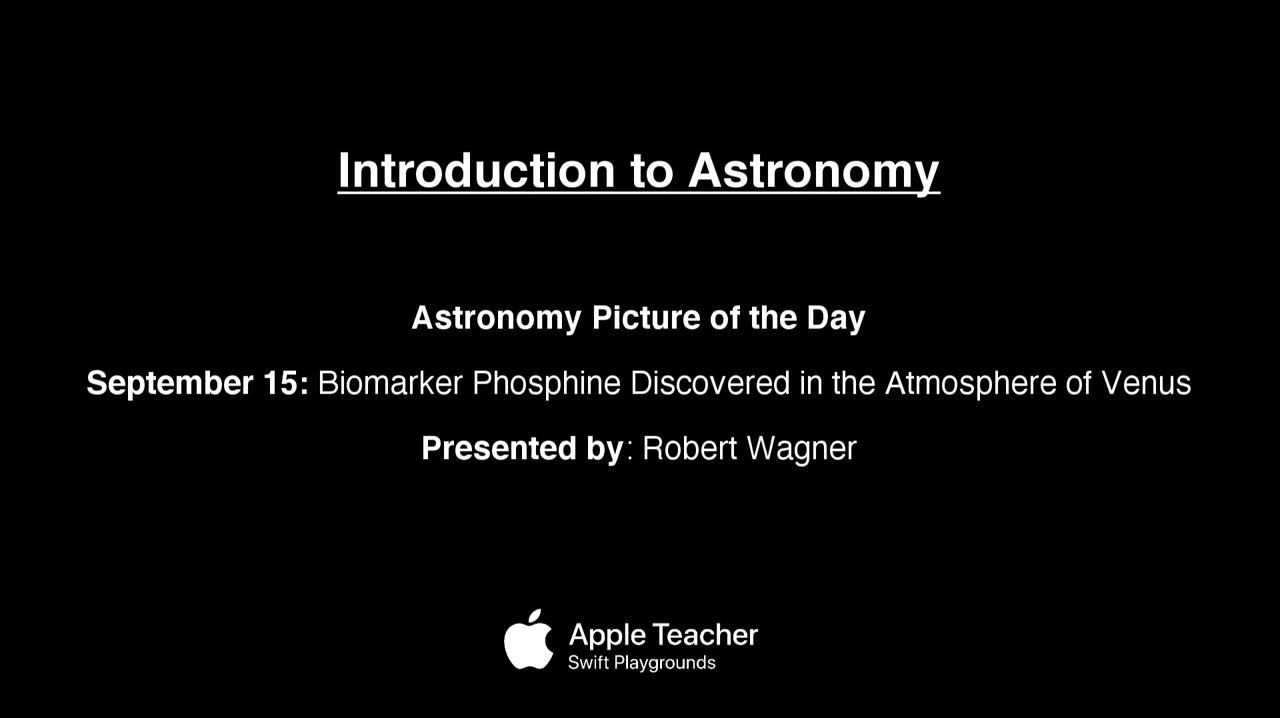 Introduction to Astronomy
Astronomy Picture of the Day
September 15: Biomarker Phosphine Discovered in the Atmosphere of Venus
Presented by: Robert Wagner
Apple Teacher
Swift Playgrounds